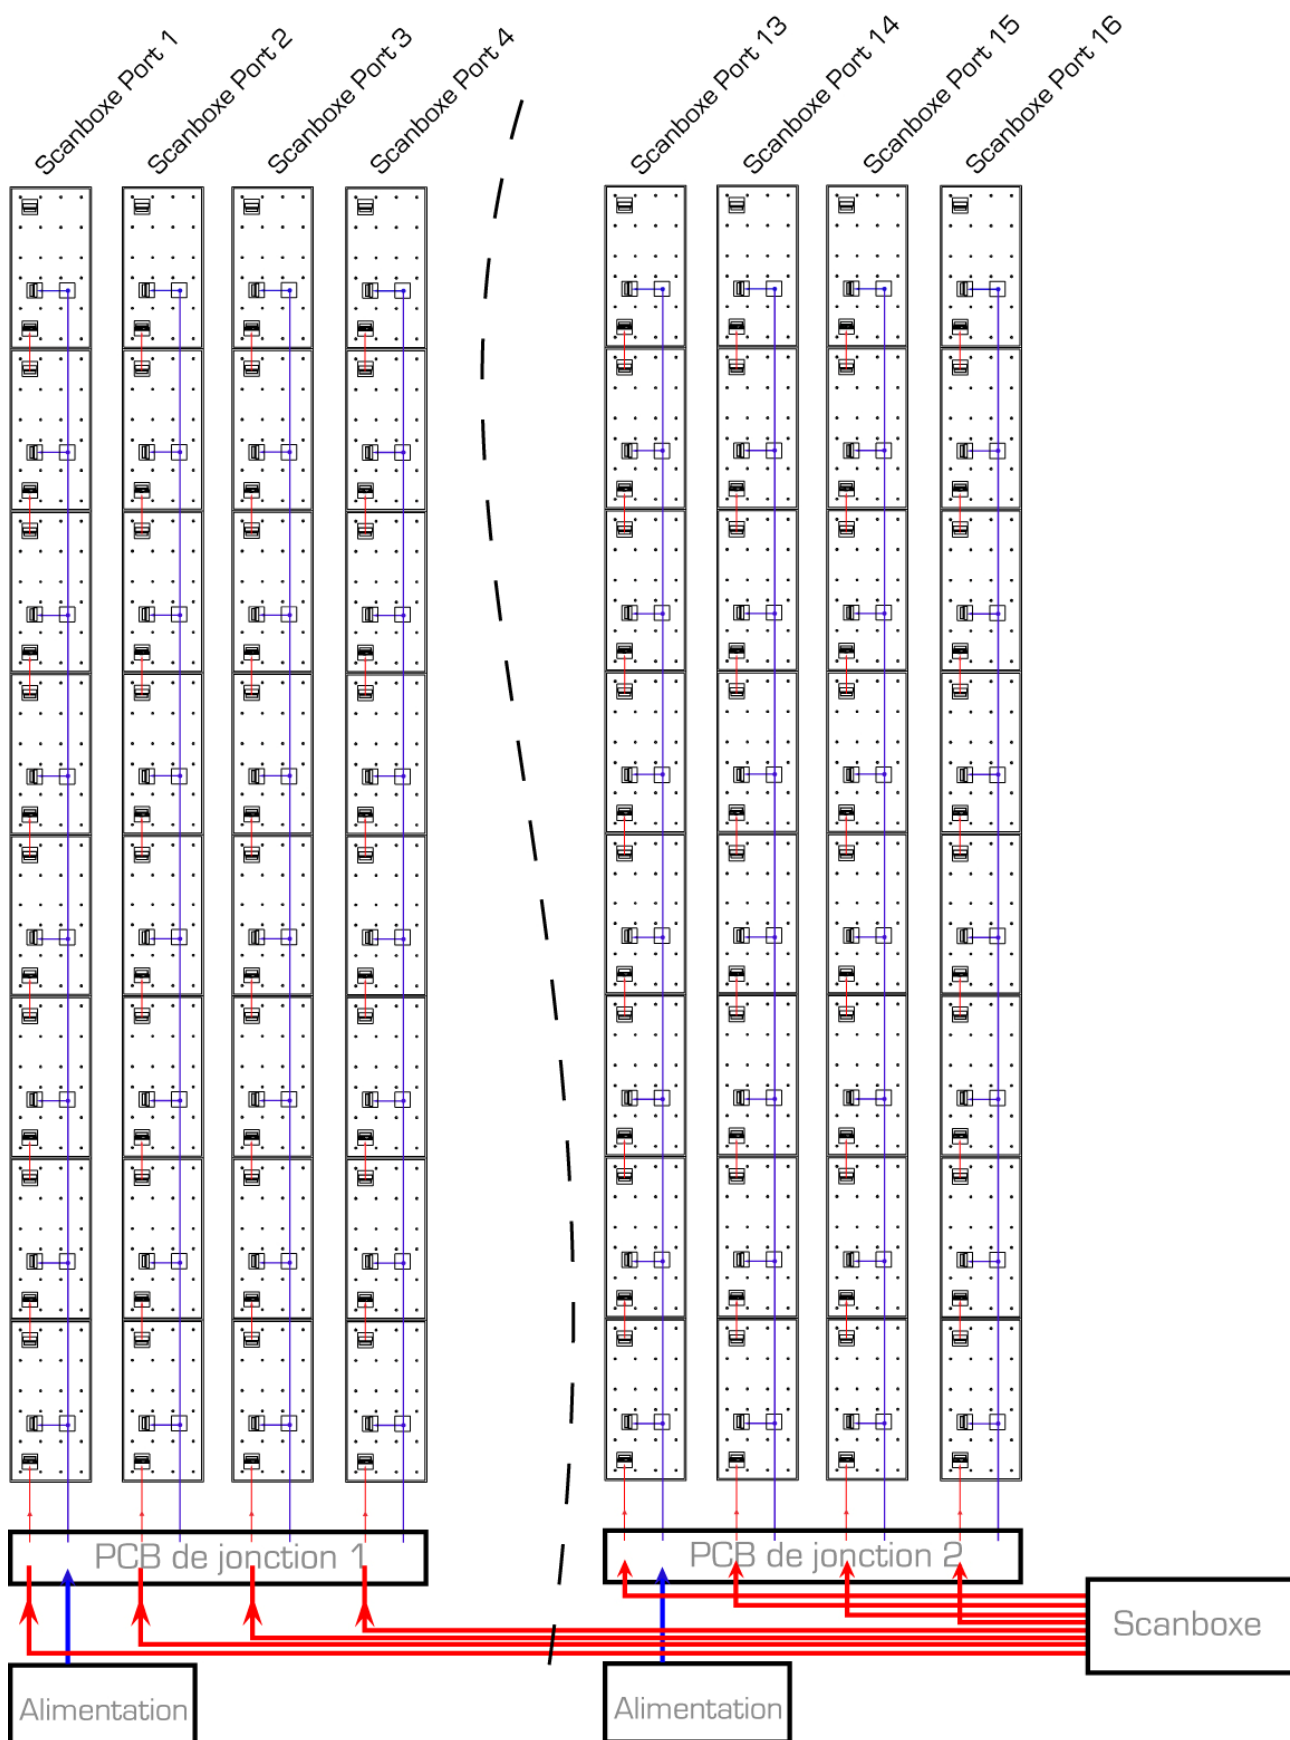 Scanboxe Port 1
Scanboxe Port 2
Scanboxe Port 3
Scanboxe Port 4
Scanboxe Port 13
Scanboxe Port 14
Scanboxe Port 15
Scanboxe Port 16
PCB de jonction 1
PCB de jonction 2
Scanboxe
Alimentation
Alimentation